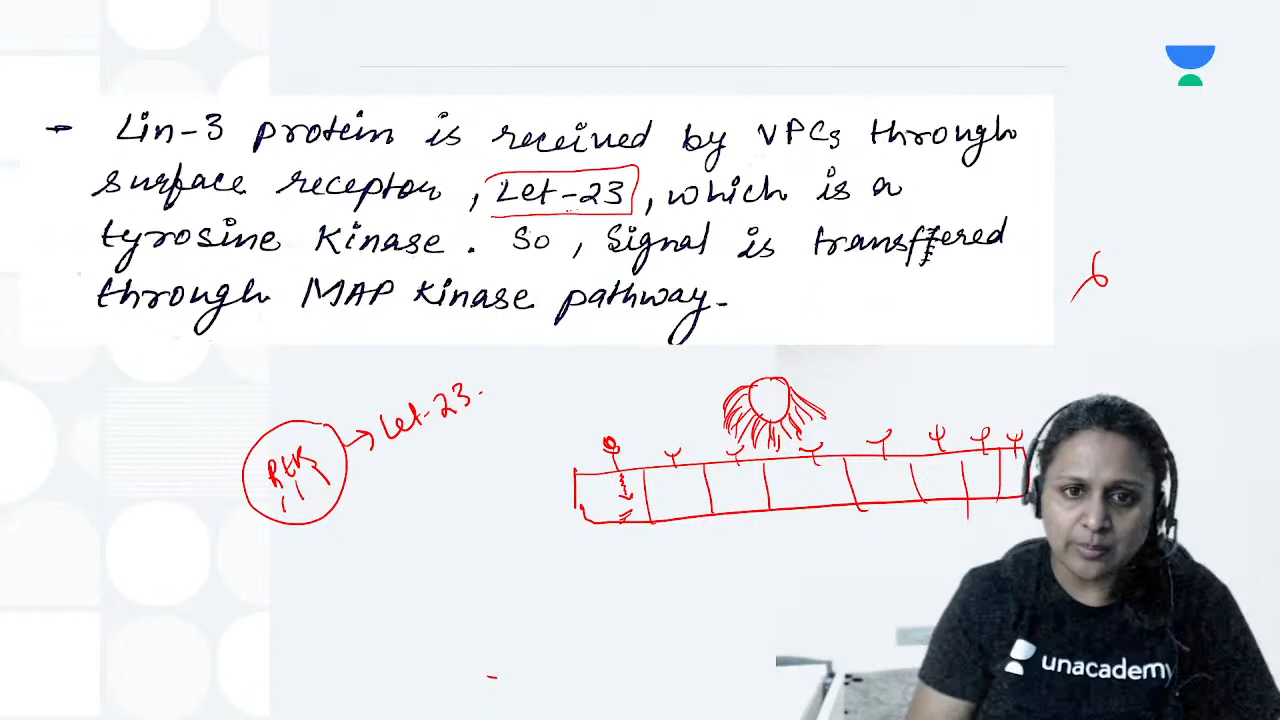 - Lin-3 protein is received by VPCs through
surface receptor, Let-23, which is a
tyrosine kinase. So, Signal is transferred
through MAP kinase pathway.
6
RTK
Let-23.
unacademy